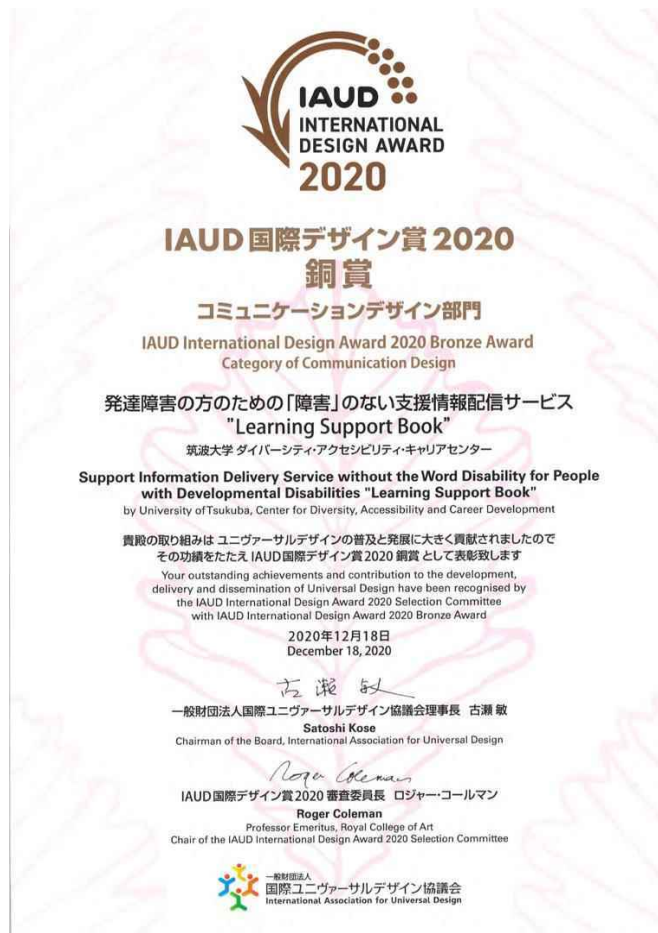 IAUD
INTERNATIONAL
DESIGN AWARD
2020
IAUD国際デザイン賞2020
銅賞
コミュニケーションデザイン部門
IAUD International Design Award 2020 Bronze Award
Category of Communication Design
発達障害の方のための「障害」のない支援情報配信サービス
"Learning Support Book"
筑波大学 ダイバーシティ・アクセシビリティ・キャリアセンター
Support Information Delivery Service without the Word Disability for People
with Developmental Disabilities "Learning Support Book"
by University of Tsukuba, Center for Diversity, Accessibility and Career Development
貴殿の取り組みは ユニヴァーサルデザインの普及と発展に大きく貢献されましたので
その功績をたたえ IAUD国際デザイン賞2020 銅賞 として表彰致します
Your outstanding achievements and contribution to the development,
delivery and dissemination of Universal Design have been recognised by
the IAUD International Design Award 2020 Selection Committee
with IAUD International Design Award 2020 Bronze Award
2020年12月18日
December 18, 2020
古瀬 敏
一般財団法人国際ユニヴァーサルデザイン協議会理事長 古瀬 敏
Satoshi Kose
Chairman of the Board, International Association for Universal Design
Roger Coleman
IAUD国際デザイン賞2020 審査委員長 ロジャー・コールマン
Roger Coleman
Professor Emeritus, Royal College of Art
Chair of the IAUD International Design Award 2020 Selection Committee
一般財団法人
国際ユニヴァーサルデザイン協議会
International Association for Universal Design